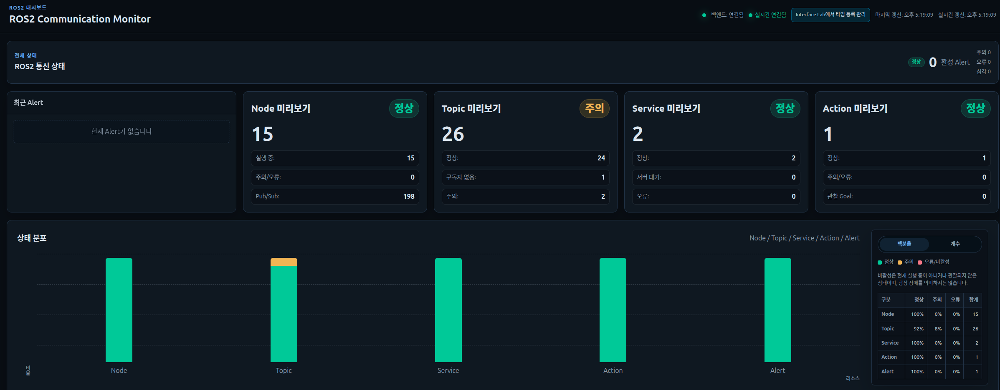 ROS2 대시보드
ROS2 Communication Monitor
백엔드: 연결됨
실시간 연결됨
Interface Lab에서 타입 등록 관리
마지막 갱신: 오후 5:19:09
실시간 갱신: 오후 5:19:09
전체 상태
ROS2 통신 상태
정상
0 활성 Alert
주의 0
오류 0
심각 0
최근 Alert
현재 Alert가 없습니다
Node 미리보기
정상
15
실행 중: 15
주의/오류: 0
Pub/Sub: 198
Topic 미리보기
주의
26
정상: 24
구독자 없음: 1
주의: 2
Service 미리보기
정상
2
정상: 2
서버 대기: 0
오류: 0
Action 미리보기
정상
1
정상: 1
주의/오류: 0
관찰 Goal: 0
상태 분포
Node / Topic / Service / Action / Alert
비율
Node
Topic
Service
Action
Alert
리소스
백분율
개수
정상
주의
오류/비활성
비활성은 현재 실행 중이 아니거나 관찰되지 않은
상태이며, 항상 장애를 의미하지는 않습니다.
구분 정상 주의 오류 합계
Node 100% 0% 0% 15
Topic 92% 8% 0% 26
Service 100% 0% 0% 2
Action 100% 0% 0% 1
Alert 100% 0% 0% 1